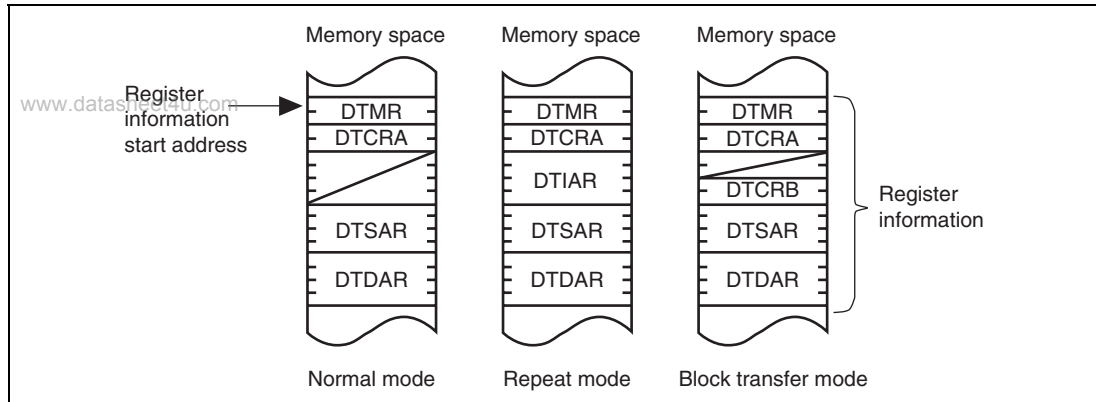 Memory space
Memory space
Memory space
www.datasheet4u.com
Register
information
start address
DTMR
DTCRA
DTSAR
DTDAR
DTMR
DTCRA
DTIAR
DTSAR
DTDAR
DTMR
DTCRA
DTCRB
DTSAR
DTDAR
Register
information
Normal mode
Repeat mode
Block transfer mode